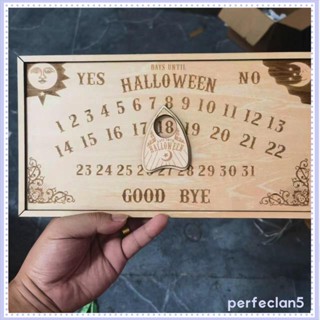 DAYS UNTIL
YES HALLOWEEN NO
1 2 3 4 5 6 7 8 9 10 11 12 13
14 15 16 17 18 19 20 21 22
HALLOWEEN
23 24 25 26 27 28 29 30 31
GOOD BYE
perfeclan5